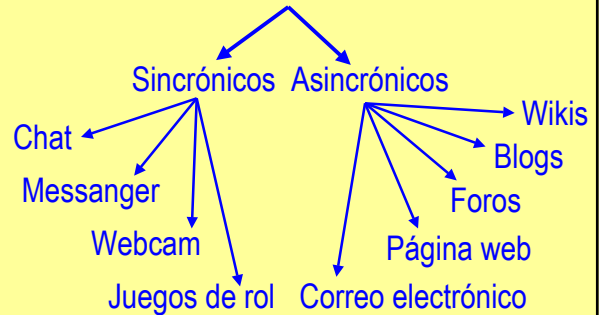 Sincrónicos Asincrónicos
Chat
Messanger
Webcam
Juegos de rol
Wikis
Blogs
Foros
Página web
Correo electrónico